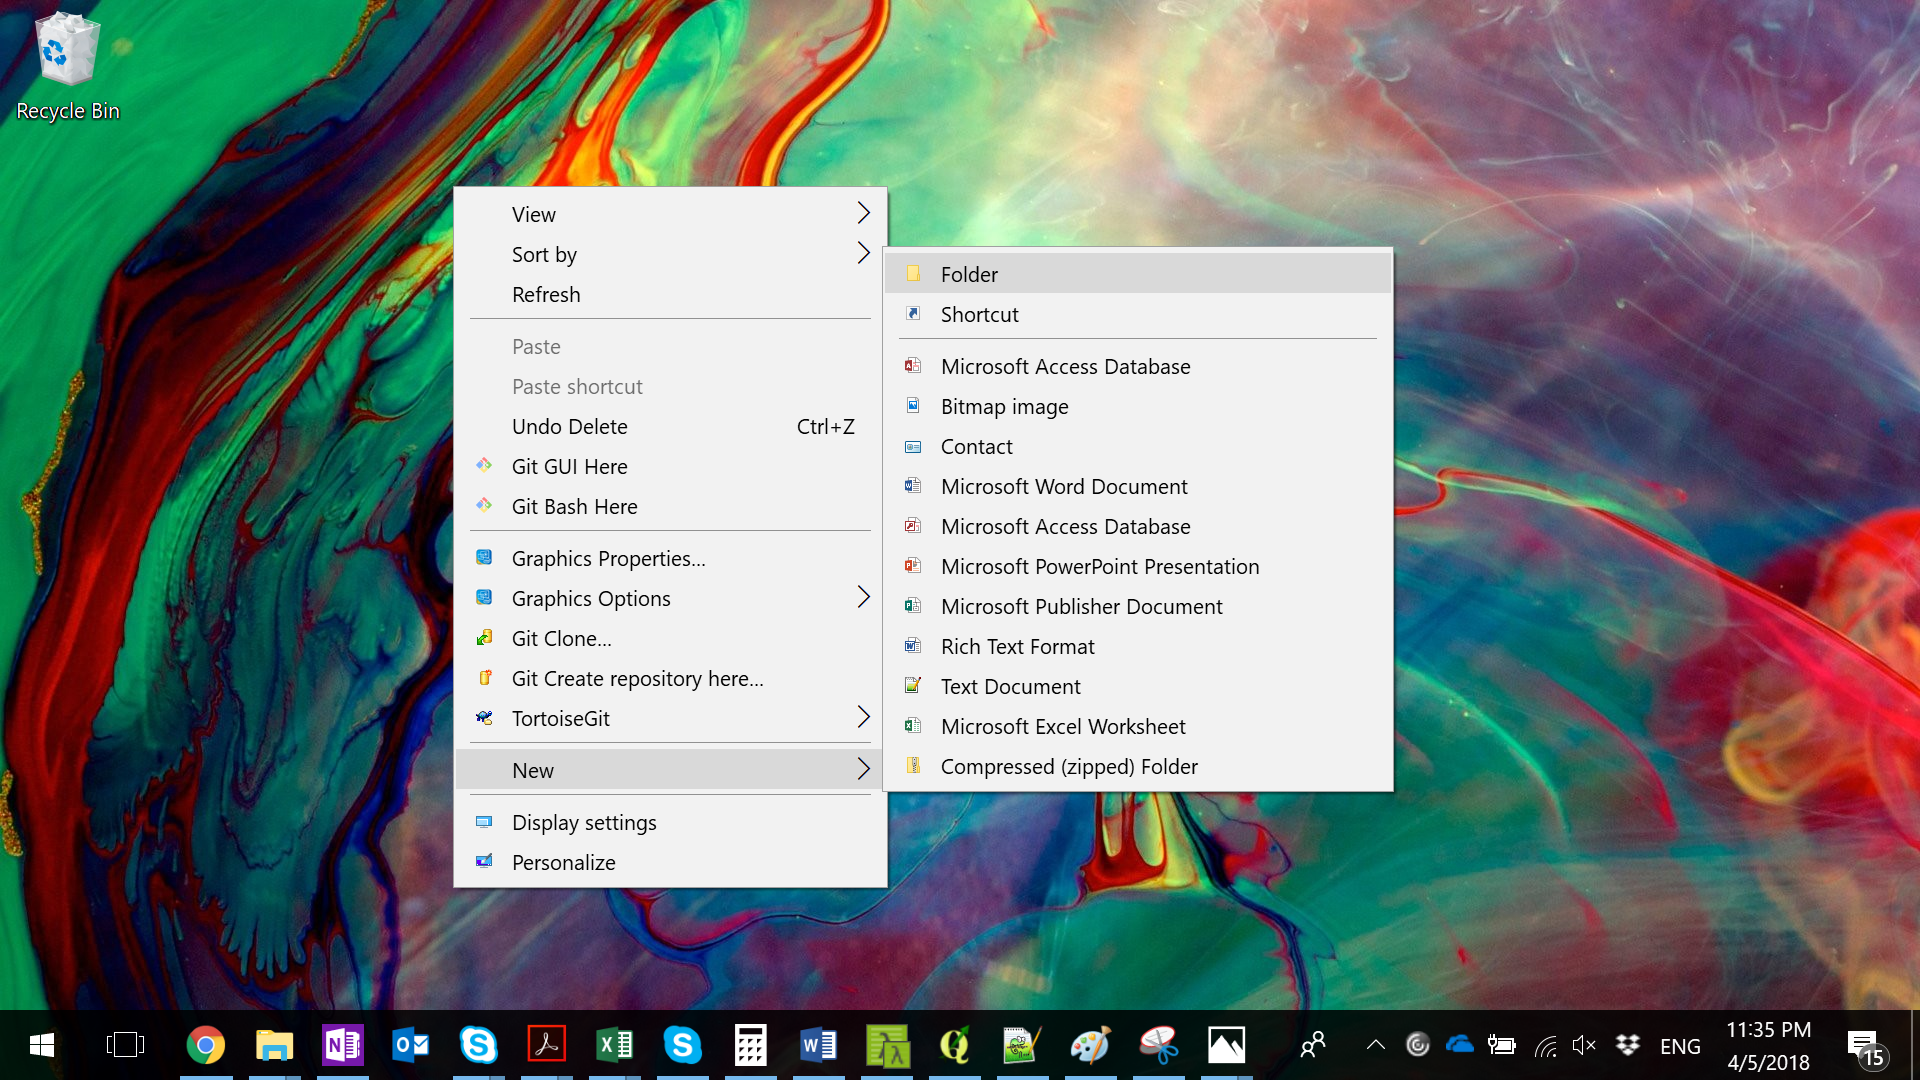 Recycle Bin
View
Sort by
Refresh
Paste
Paste shortcut
Undo Delete Ctrl+Z
Git GUI Here
Git Bash Here
Graphics Properties...
Graphics Options
Git Clone...
Git Create repository here...
TortoiseGit
New
Display settings
Personalize
Folder
Shortcut
Microsoft Access Database
Bitmap image
Contact
Microsoft Word Document
Microsoft Access Database
Microsoft PowerPoint Presentation
Microsoft Publisher Document
Rich Text Format
Text Document
Microsoft Excel Worksheet
Compressed (zipped) Folder
ENG
11:35 PM
4/5/2018
15